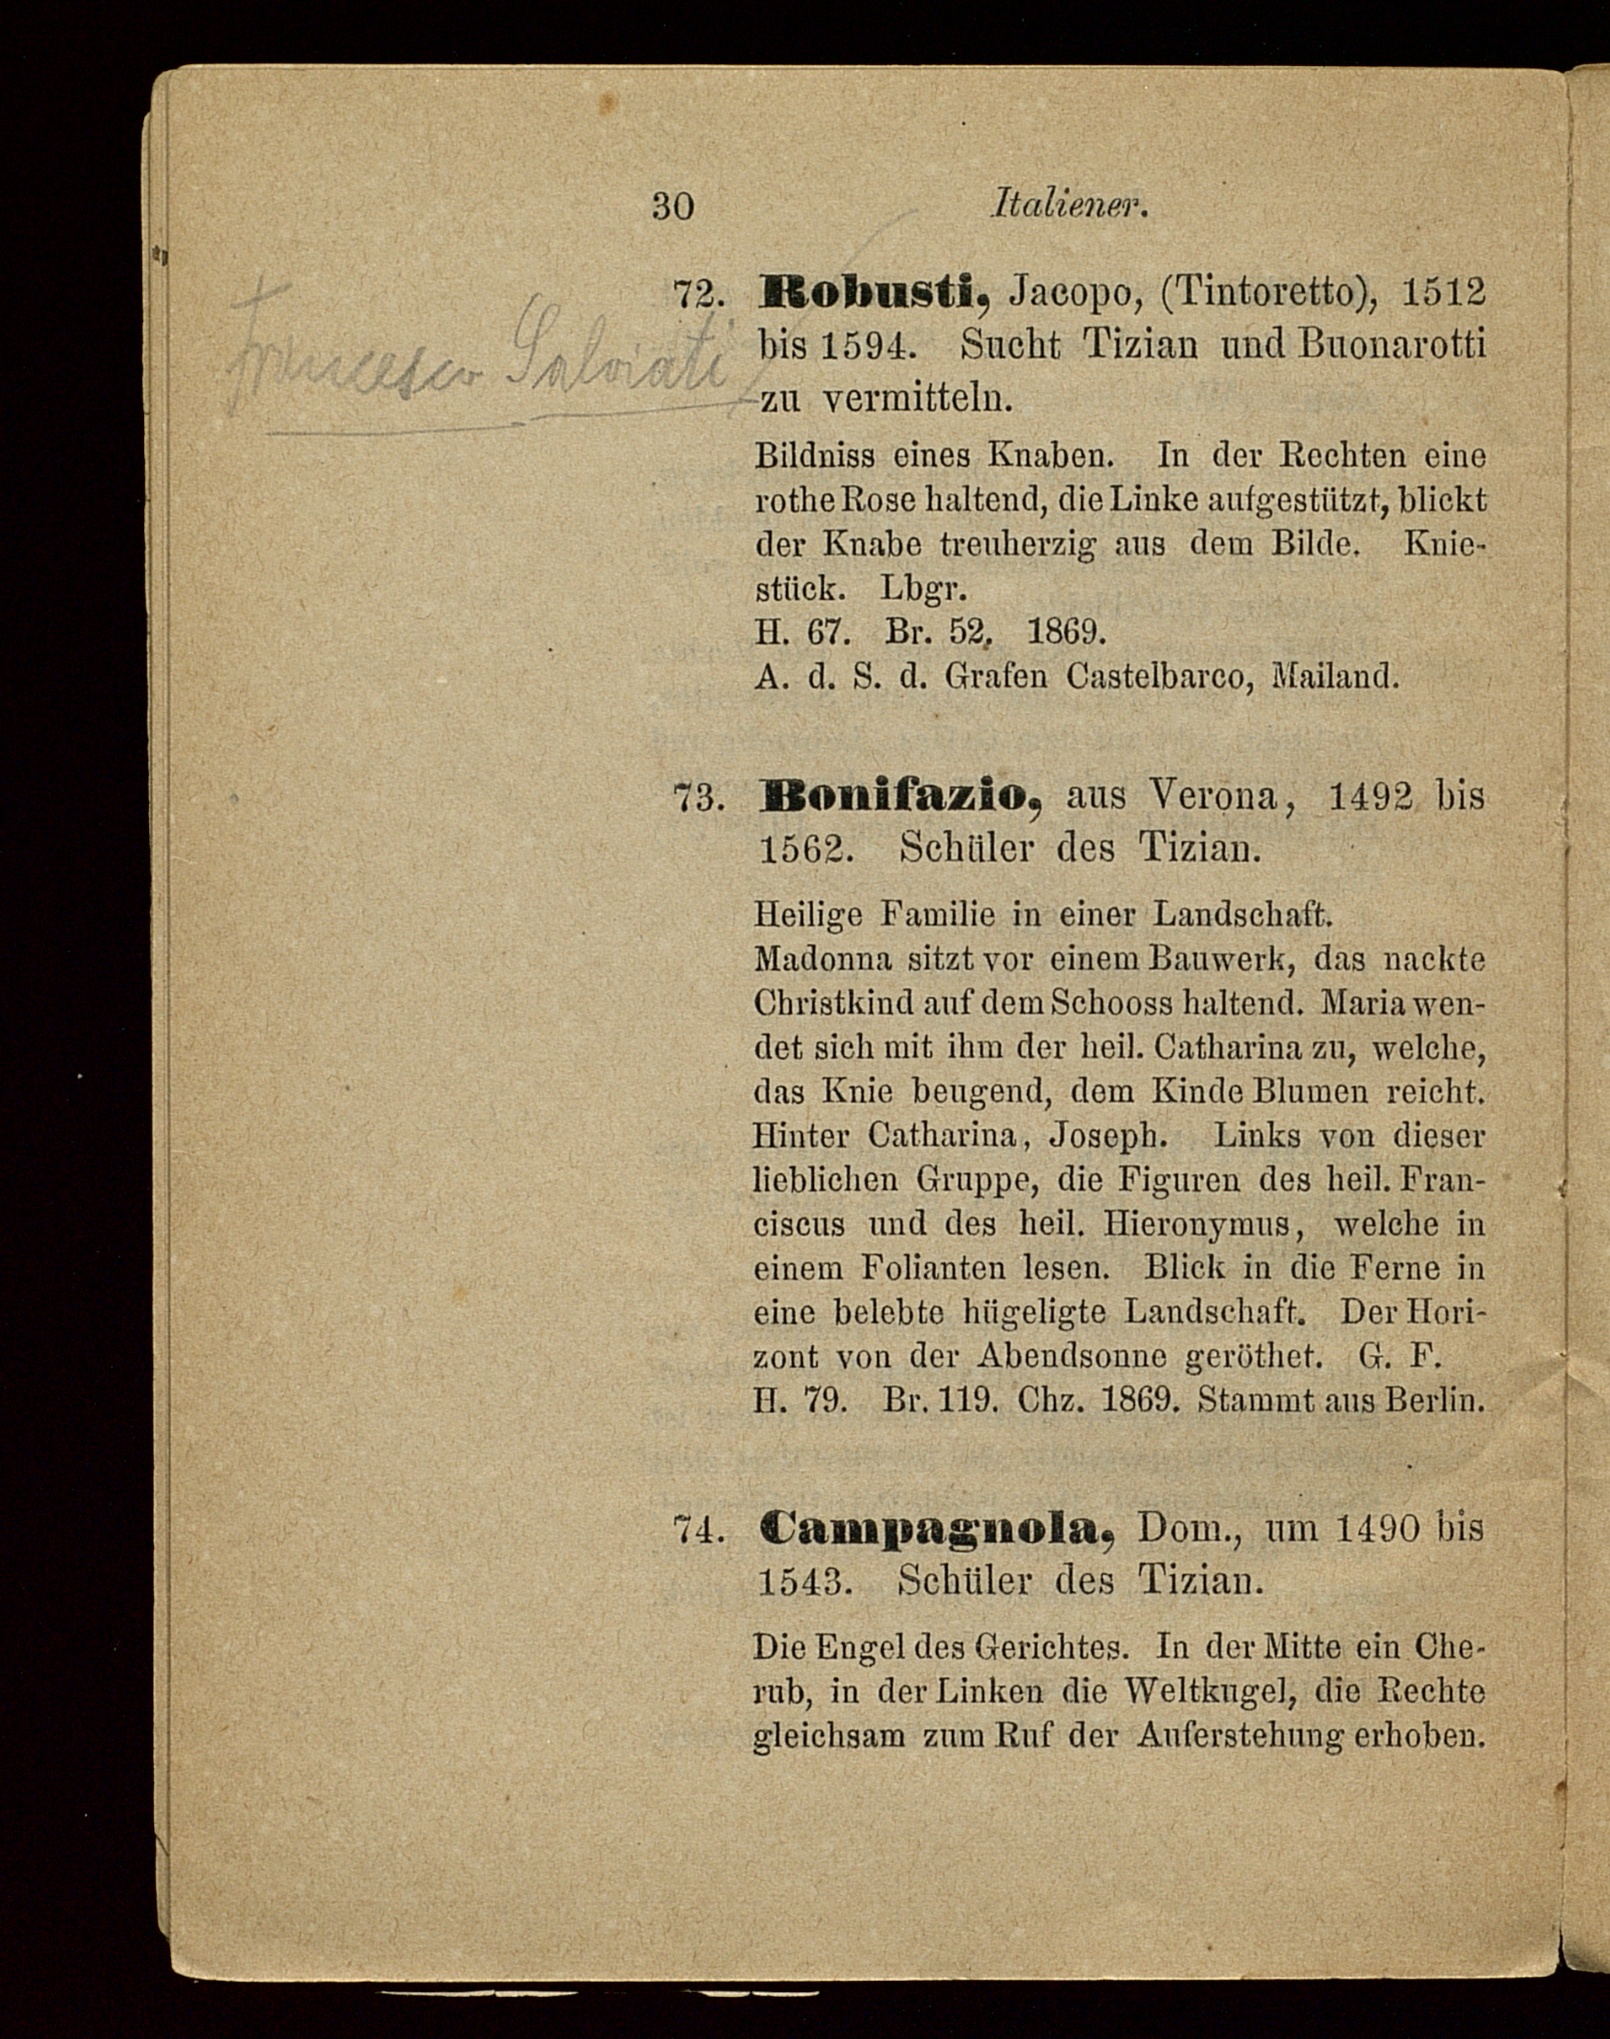 30 Italiener.
Francesco Salviati
72. Robusti, Jacopo, (Tintoretto), 1512
bis 1594. Sucht Tizian und Buonarotti
zu vermitteln.
Bildniss eines Knaben. In der Rechten eine
rothe Rose haltend, die Linke aufgestützt, blickt
der Knabe treuherzig aus dem Bilde. Knie-
stück. Lbgr.
H. 67. Br. 52. 1869.
A. d. S. d. Grafen Castelbarco, Mailand.
73. Bonifazio, aus Verona, 1492 bis
1562. Schüler des Tizian.
Heilige Familie in einer Landschaft.
Madonna sitzt vor einem Bauwerk, das nackte
Christkind auf dem Schooss haltend. Maria wen-
det sich mit ihm der heil. Catharina zu, welche,
das Knie beugend, dem Kinde Blumen reicht.
Hinter Catharina, Joseph. Links von dieser
lieblichen Gruppe, die Figuren des heil. Fran-
ciscus und des heil. Hieronymus, welche in
einem Folianten lesen. Blick in die Ferne in
eine belebte hügeligte Landschaft. Der Hori-
zont von der Abendsonne geröthet. G. F.
H. 79. Br. 119. Chz. 1869. Stammt aus Berlin.
74. Campagnola, Dom., um 1490 bis
1543. Schüler des Tizian.
Die Engel des Gerichtes. In der Mitte ein Che-
rub, in der Linken die Weltkugel, die Rechte
gleichsam zum Ruf der Auferstehung erhoben.